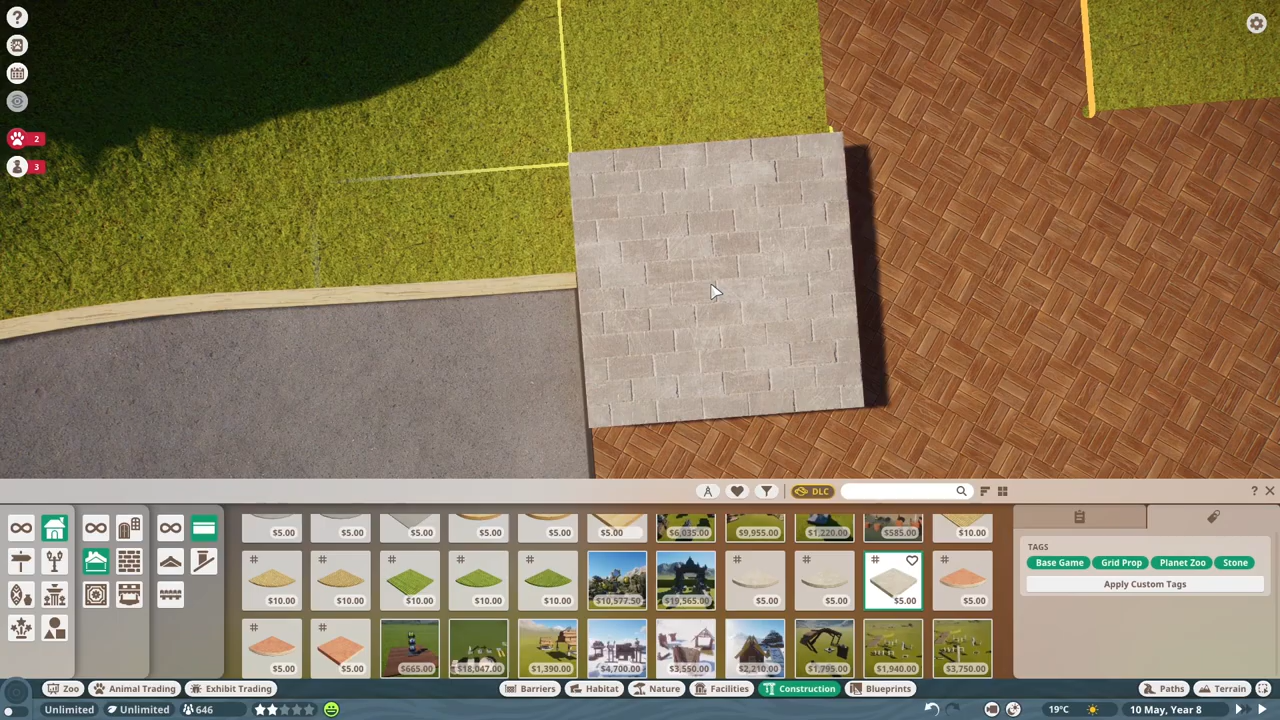 ?
2
3
DLC
? ×
$5.00 $5.00 $5.00 $5.00 $5.00 $5.00 $6,035.00 $9,955.00 $1,220.00 $585.00 $10.00
# $10.00 # $10.00 # $10.00 # $10.00 # $10.00 $10,577.50 $19,565.00 # $5.00 # $5.00 # $5.00 # $5.00
# $5.00 # $5.00 $665.00 $18,047.00 $1,390.00 $4,700.00 $3,550.00 $2,210.00 $1,795.00 $1,940.00 $3,750.00
TAGS
Base Game Grid Prop Planet Zoo Stone
Apply Custom Tags
Zoo Animal Trading Exhibit Trading Barriers Habitat Nature Facilities Construction Blueprints Paths Terrain
Unlimited Unlimited 646 19°C 10 May, Year 8